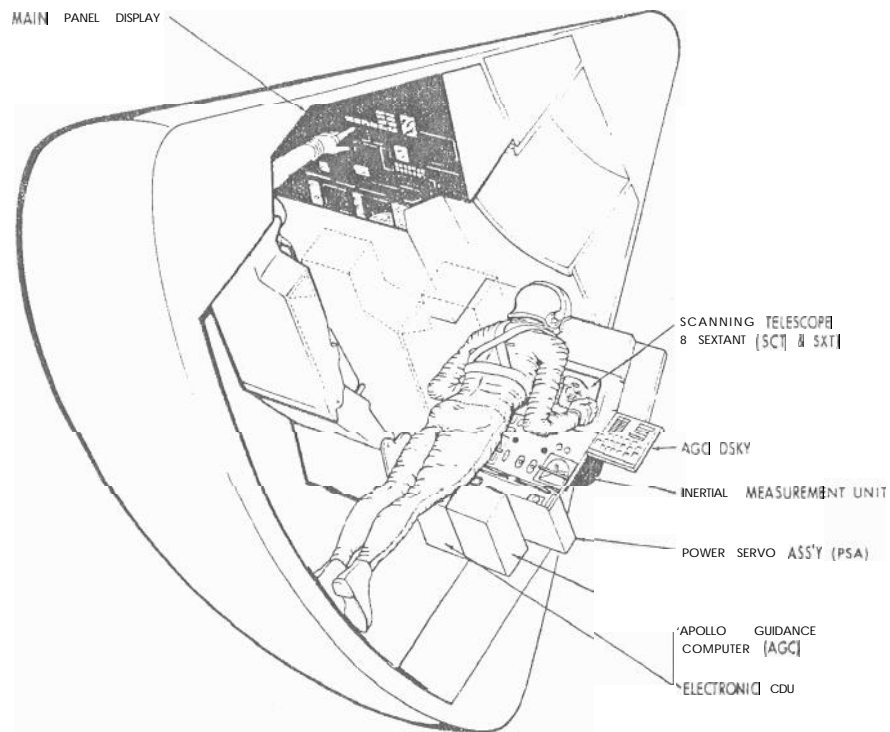 MAIN PANEL DISPLAY
SCANNING TELESCOPE
8 SEXTANT (SCT & SXT)
AGC DSKY
INERTIAL MEASUREMENT UNIT
POWER SERVO ASS'Y (PSA)
APOLLO GUIDANCE
COMPUTER (AGC)
ELECTRONIC CDU